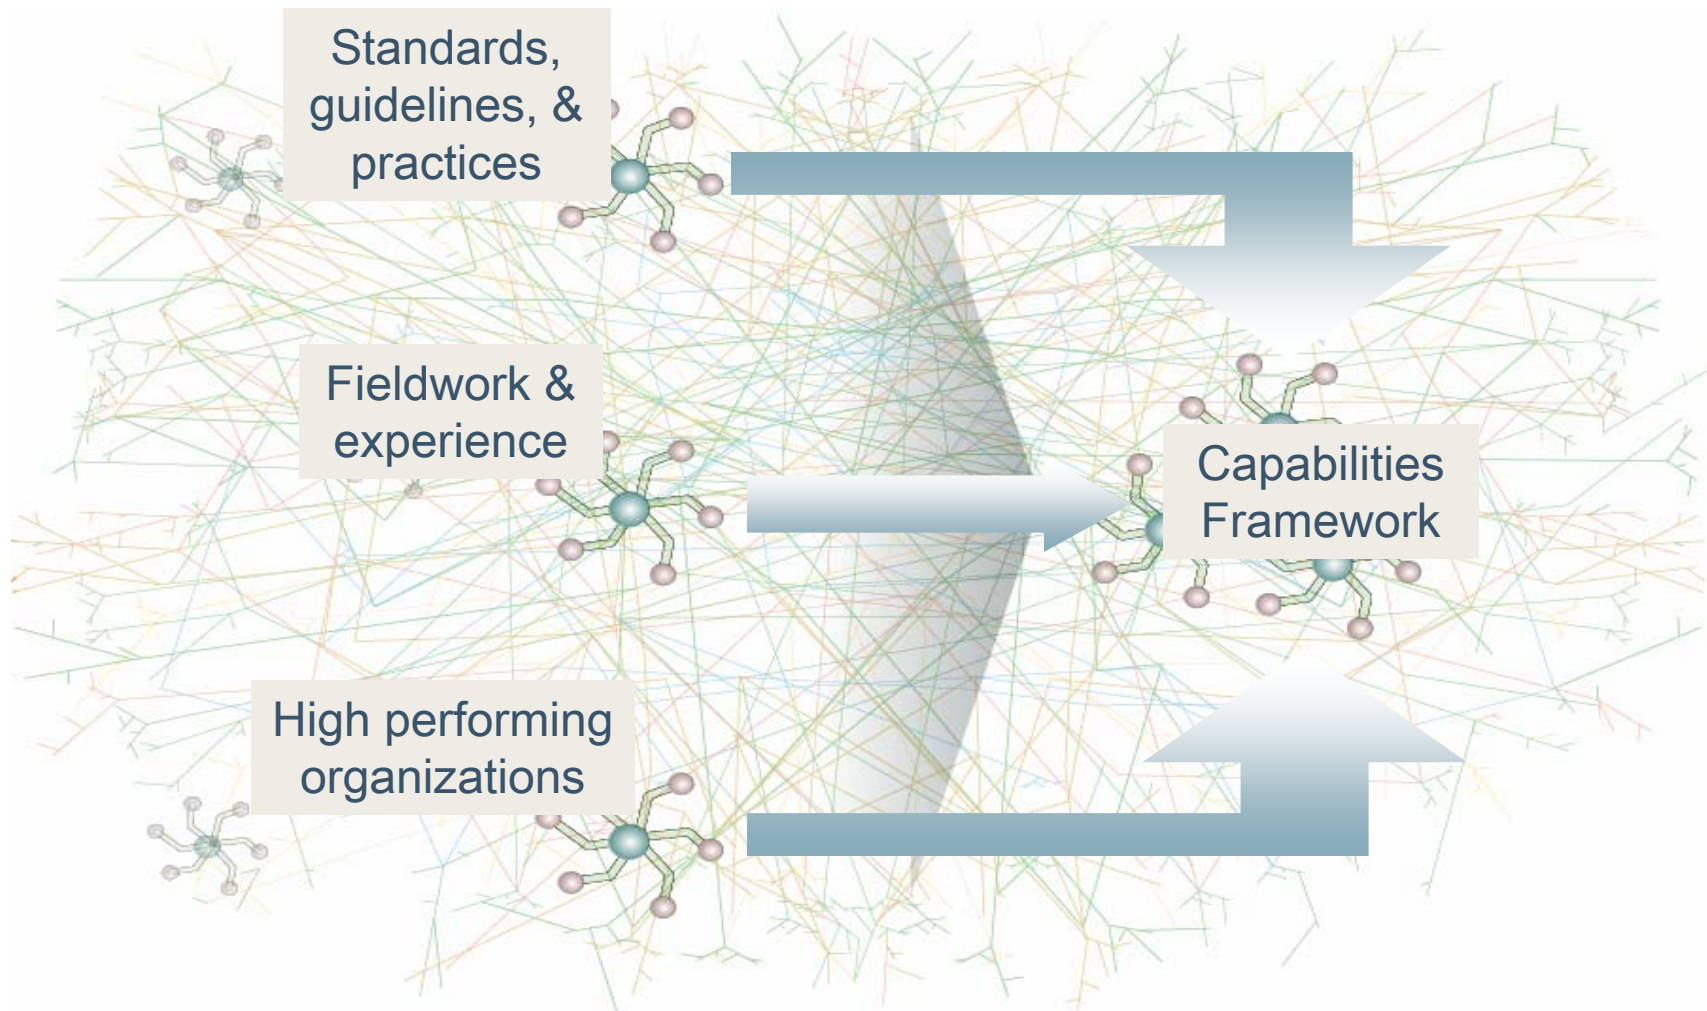 Standards,
guidelines, &
practices
Fieldwork &
experience
Capabilities
Framework
High performing
organizations